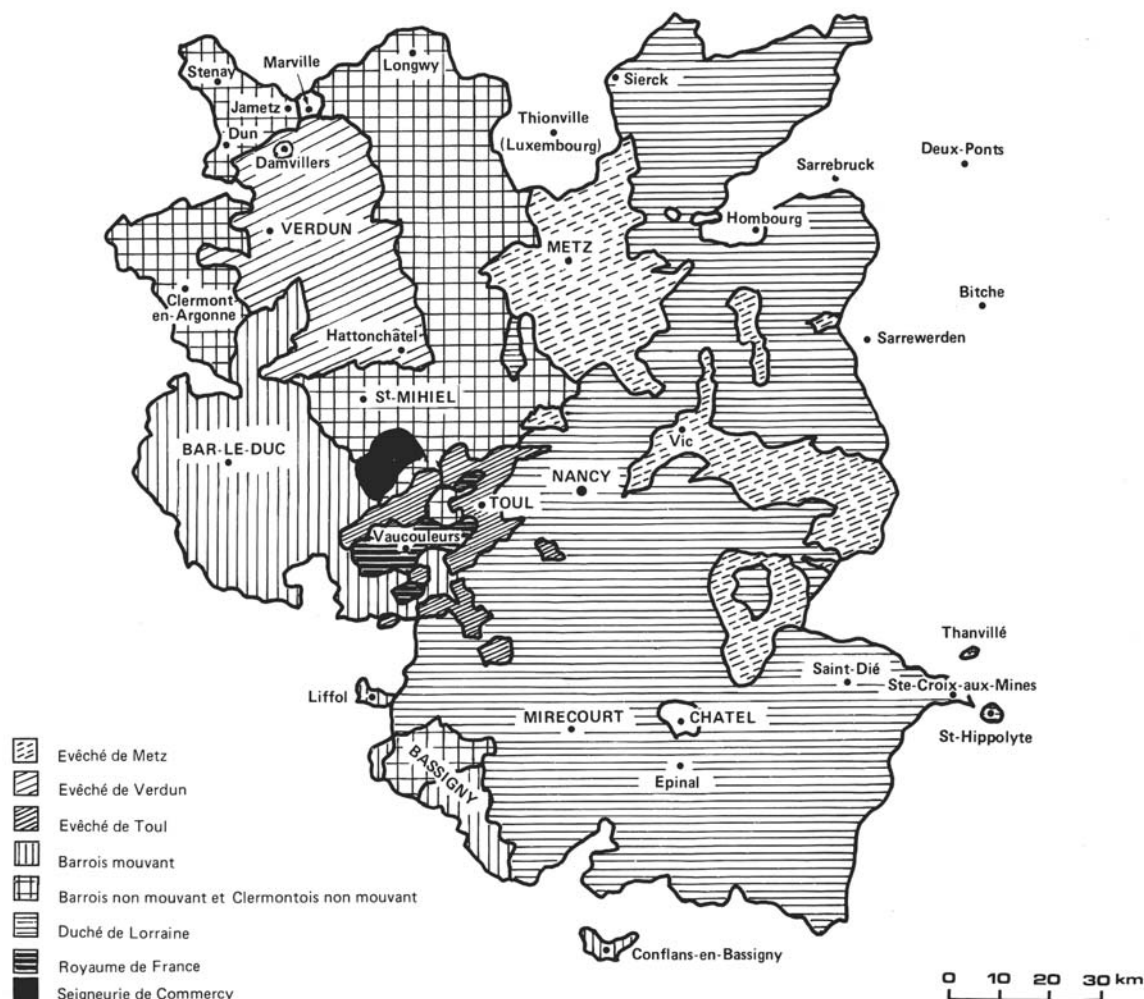 Stenay
Marville
Longwy
Sierck
Jametz
Thionville
(Luxembourg)
Dun
Damvillers
Deux-Ponts
Sarrebruck
Hombourg
VERDUN
METZ
Clermont-
en-Argonne
Bitche
Hattonchâtel
Sarrewerden
St-MIHIEL
BAR-LE-DUC
Vic
NANCY
TOUL
Vaucouleurs
Thanvillé
Saint-Dié
Ste-Croix-aux-Mines
Liffol
MIRECOURT
CHATEL
St-Hippolyte
BASSIGNY
Epinal
Evêché de Metz
Evêché de Verdun
Evêché de Toul
Barrois mouvant
Barrois non mouvant et Clermontois non mouvant
Duché de Lorraine
Royaume de France
Seigneurie de Commercy
Conflans-en-Bassigny
0 10 20 30 km